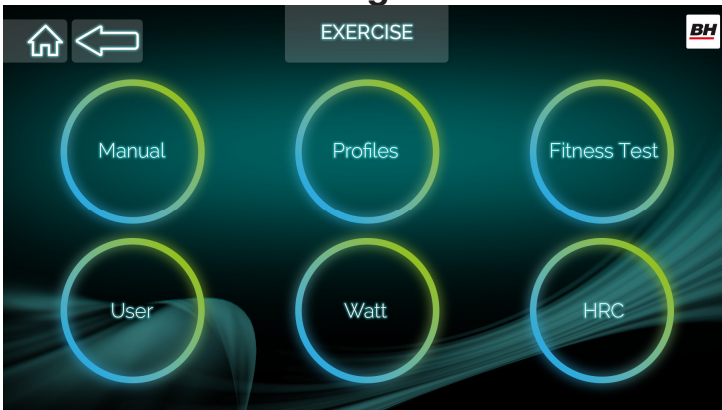 EXERCISE
BH
Manual
Profiles
Fitness Test
User
Watt
HRC